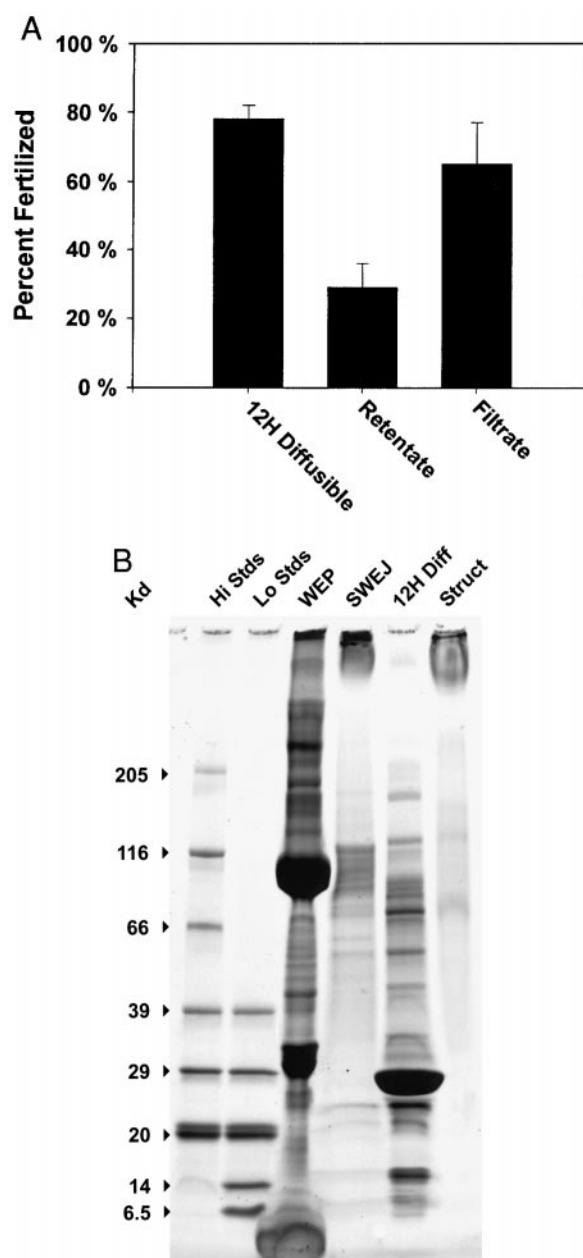 A
100 %
80 %
60 %
40 %
20 %
0 %
Percent Fertilized
12H Diffusible
Retentate
Filtrate
B
Kd
Hi Stds
Lo Stds
WEP
SWEJ
12H Diff
Struct
205
116
66
39
29
20
14
6.5